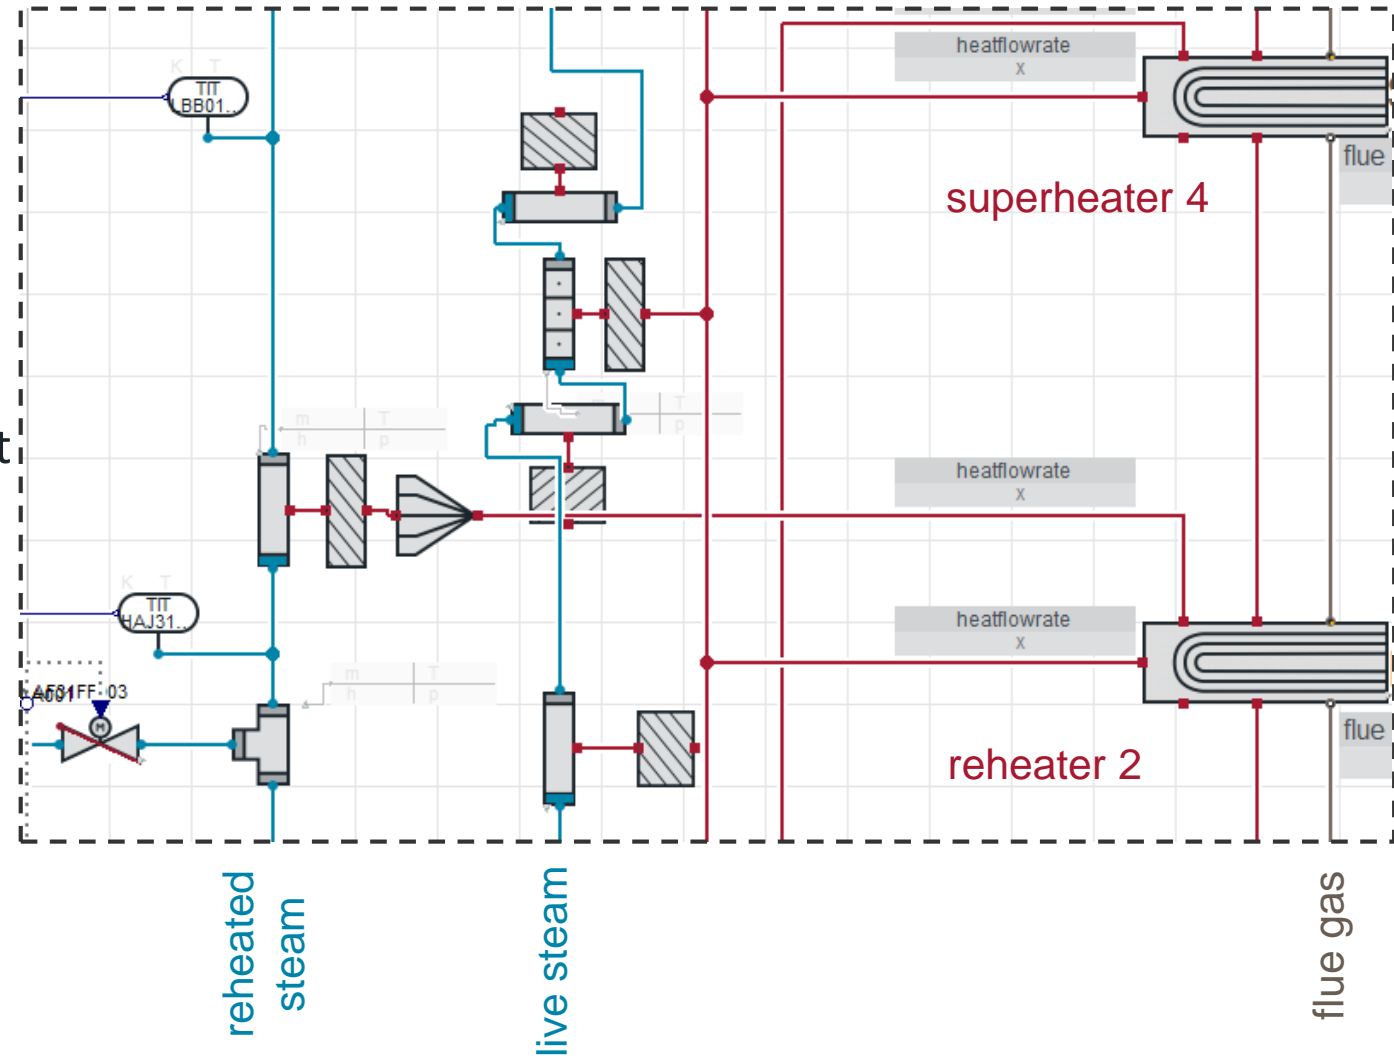 heatflowrate
x
K T
TIT
LBB01..
flue
superheater 4
m T
h p
T
p
t
heatflowrate
x
K T
TIT
HAJ31..
heatflowrate
x
m T
h p
03
M
flue
reheater 2
reheated
steam
live steam
flue gas